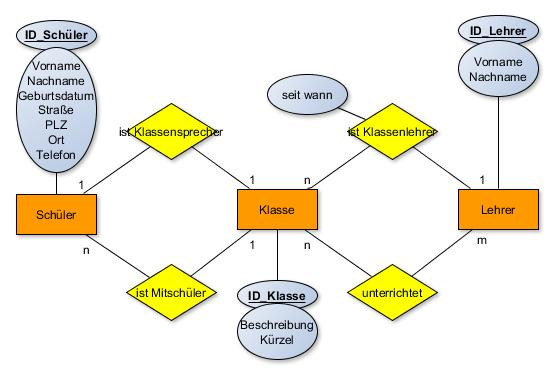 ID_Schüler
Vorname
Nachname
Geburtsdatum
Straße
PLZ
Ort
Telefon
ID_Lehrer
Vorname
Nachname
seit wann
ist Klassensprecher
ist Klassenlehrer
1
1
n
1
Schüler
Klasse
Lehrer
n
1
n
m
ist Mitschüler
unterrichtet
ID_Klasse
Beschreibung
Kürzel